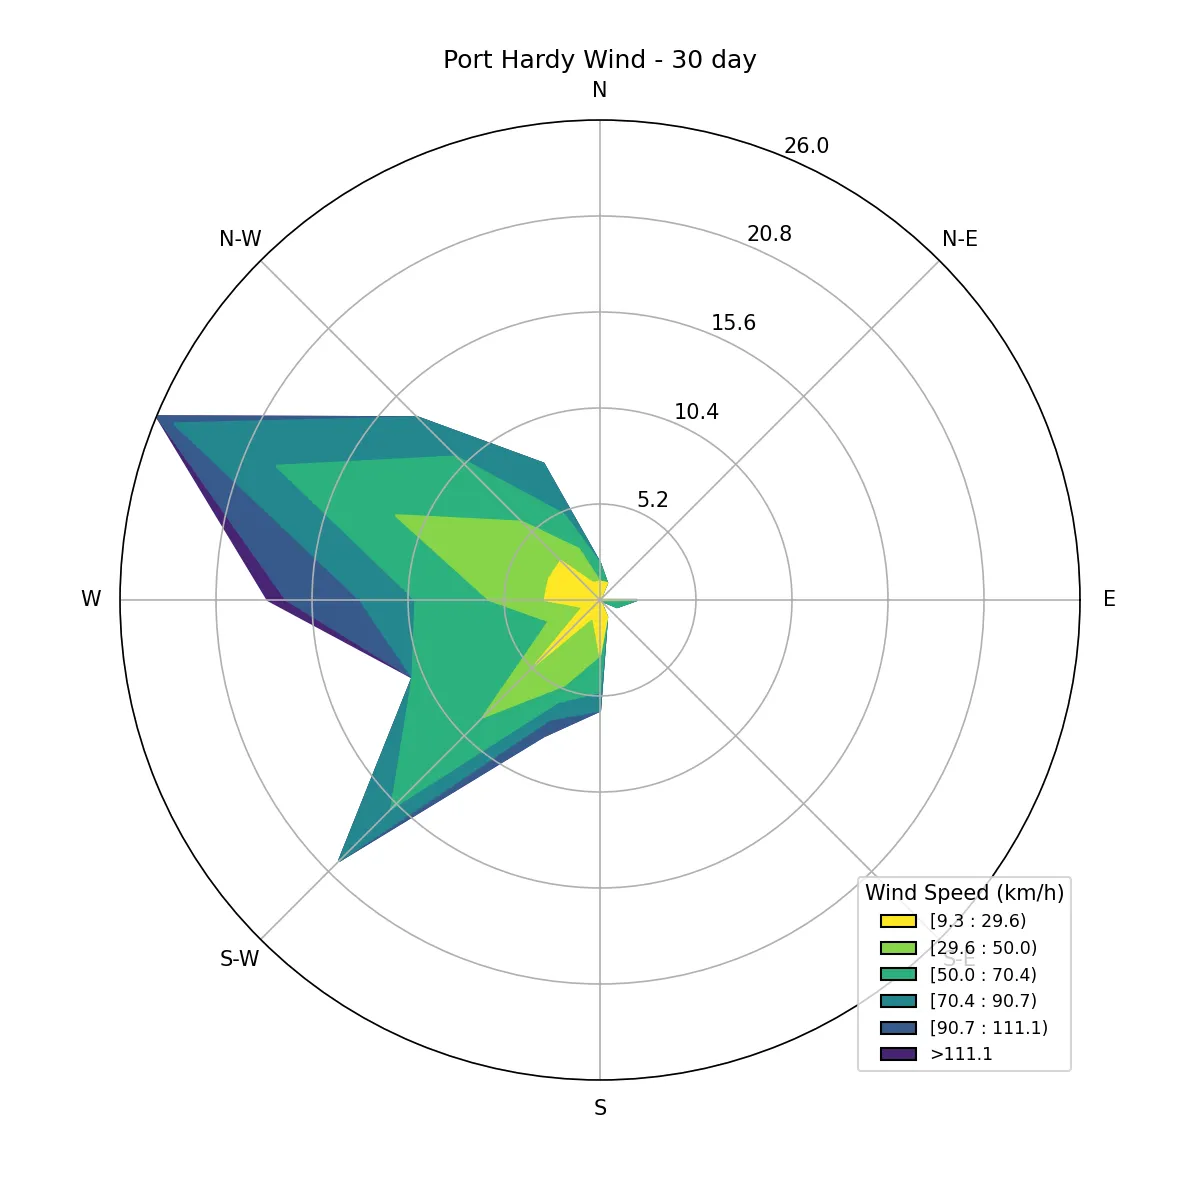 Port Hardy Wind - 30 day
N
26.0
N-W
N-E
20.8
15.6
10.4
5.2
W
E
S-W
S-E
Wind Speed (km/h)
[9.3 : 29.6)
[29.6 : 50.0)
[50.0 : 70.4)
[70.4 : 90.7)
[90.7 : 111.1)
>111.1
S